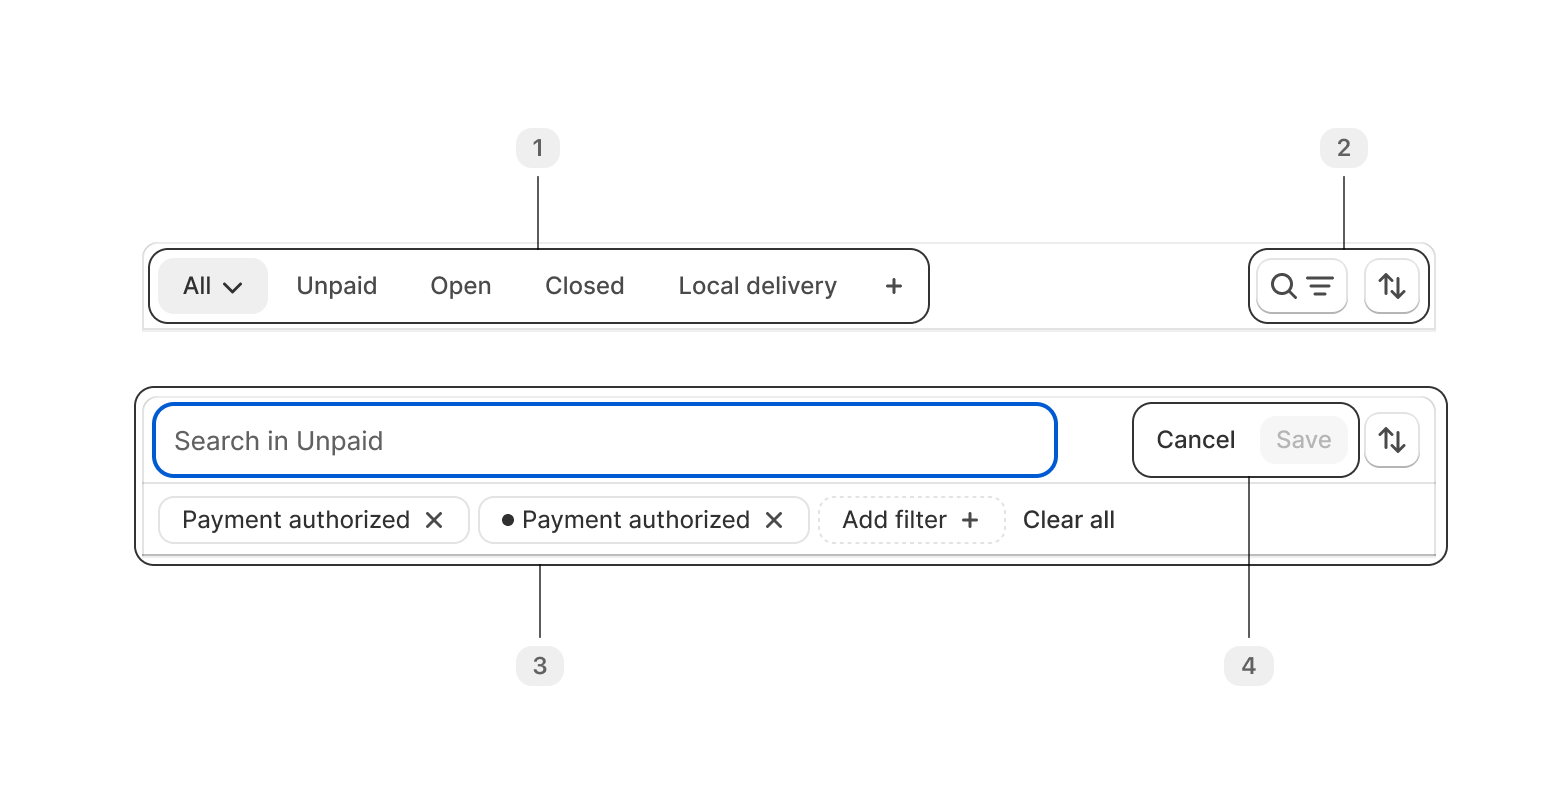 1
2
All Unpaid Open Closed Local delivery +
Search in Unpaid Cancel Save
Payment authorized Payment authorized Add filter + Clear all
3
4